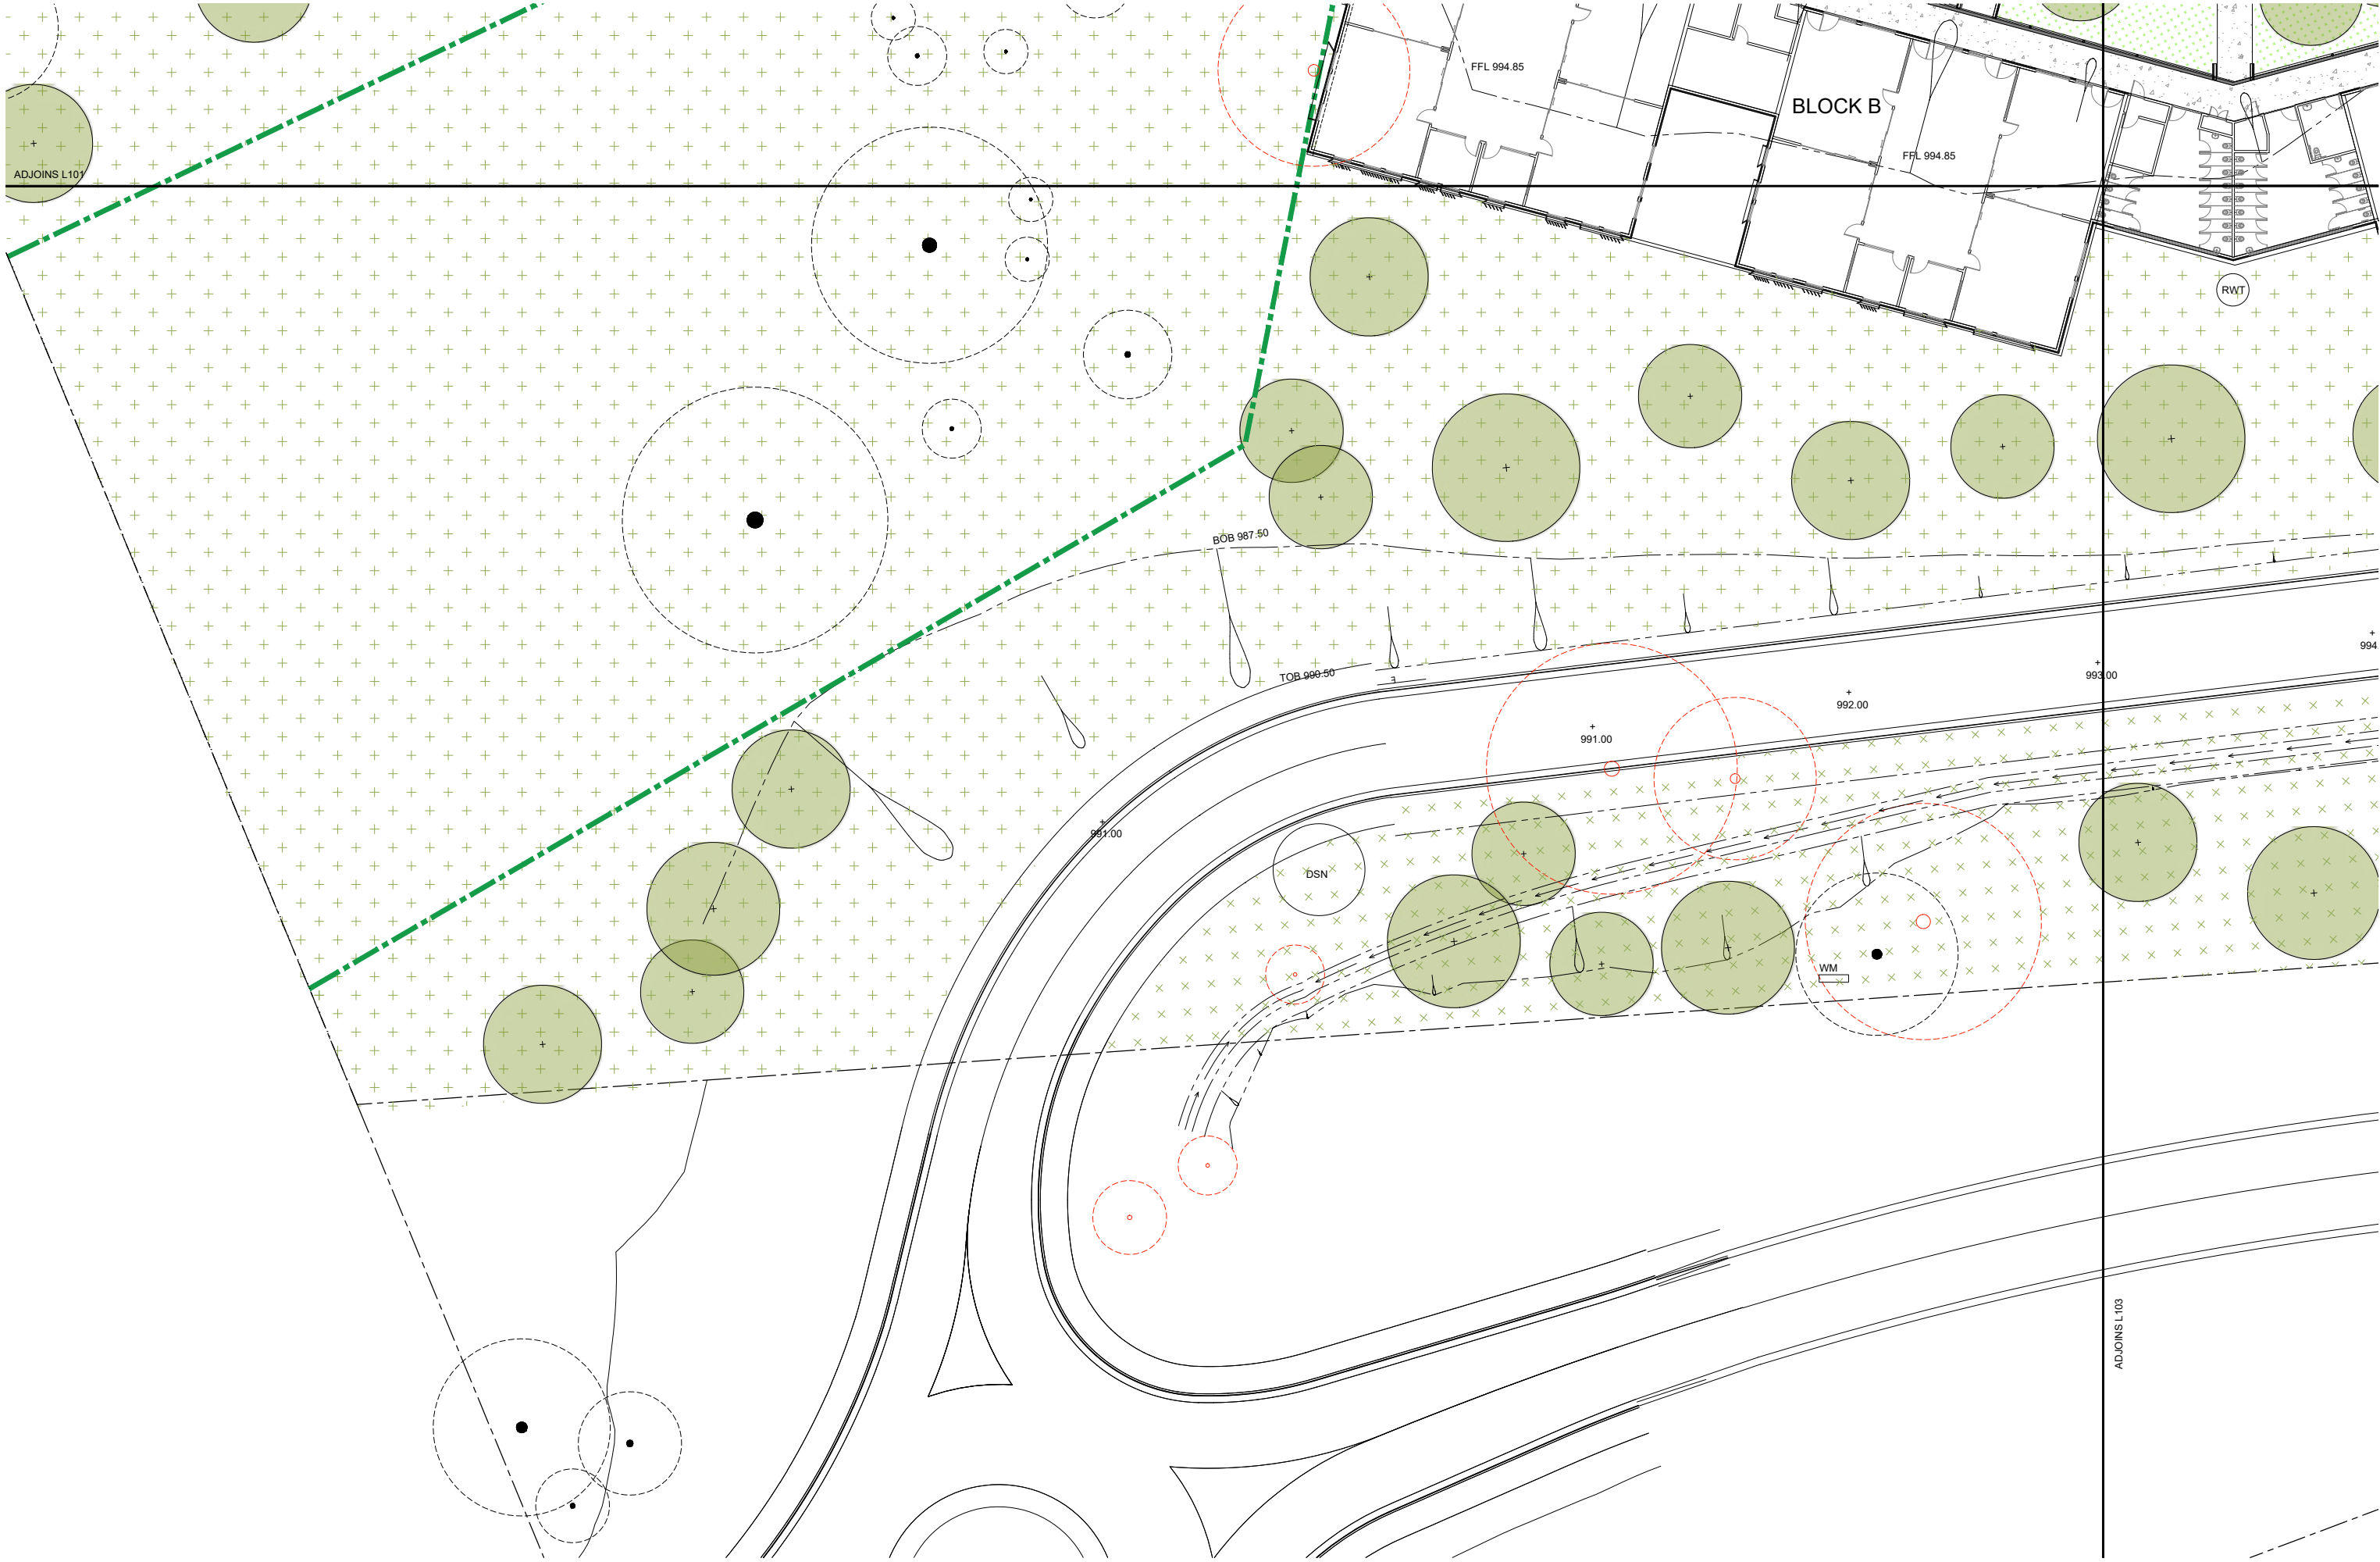 FFL 994.85
BLOCK B
FFL 994.85
ADJOINS L101
RWT
BOB 987.50
TOB 990.50
994
993.00
992.00
991.00
991.00
DSN
WM
ADJOINS L103